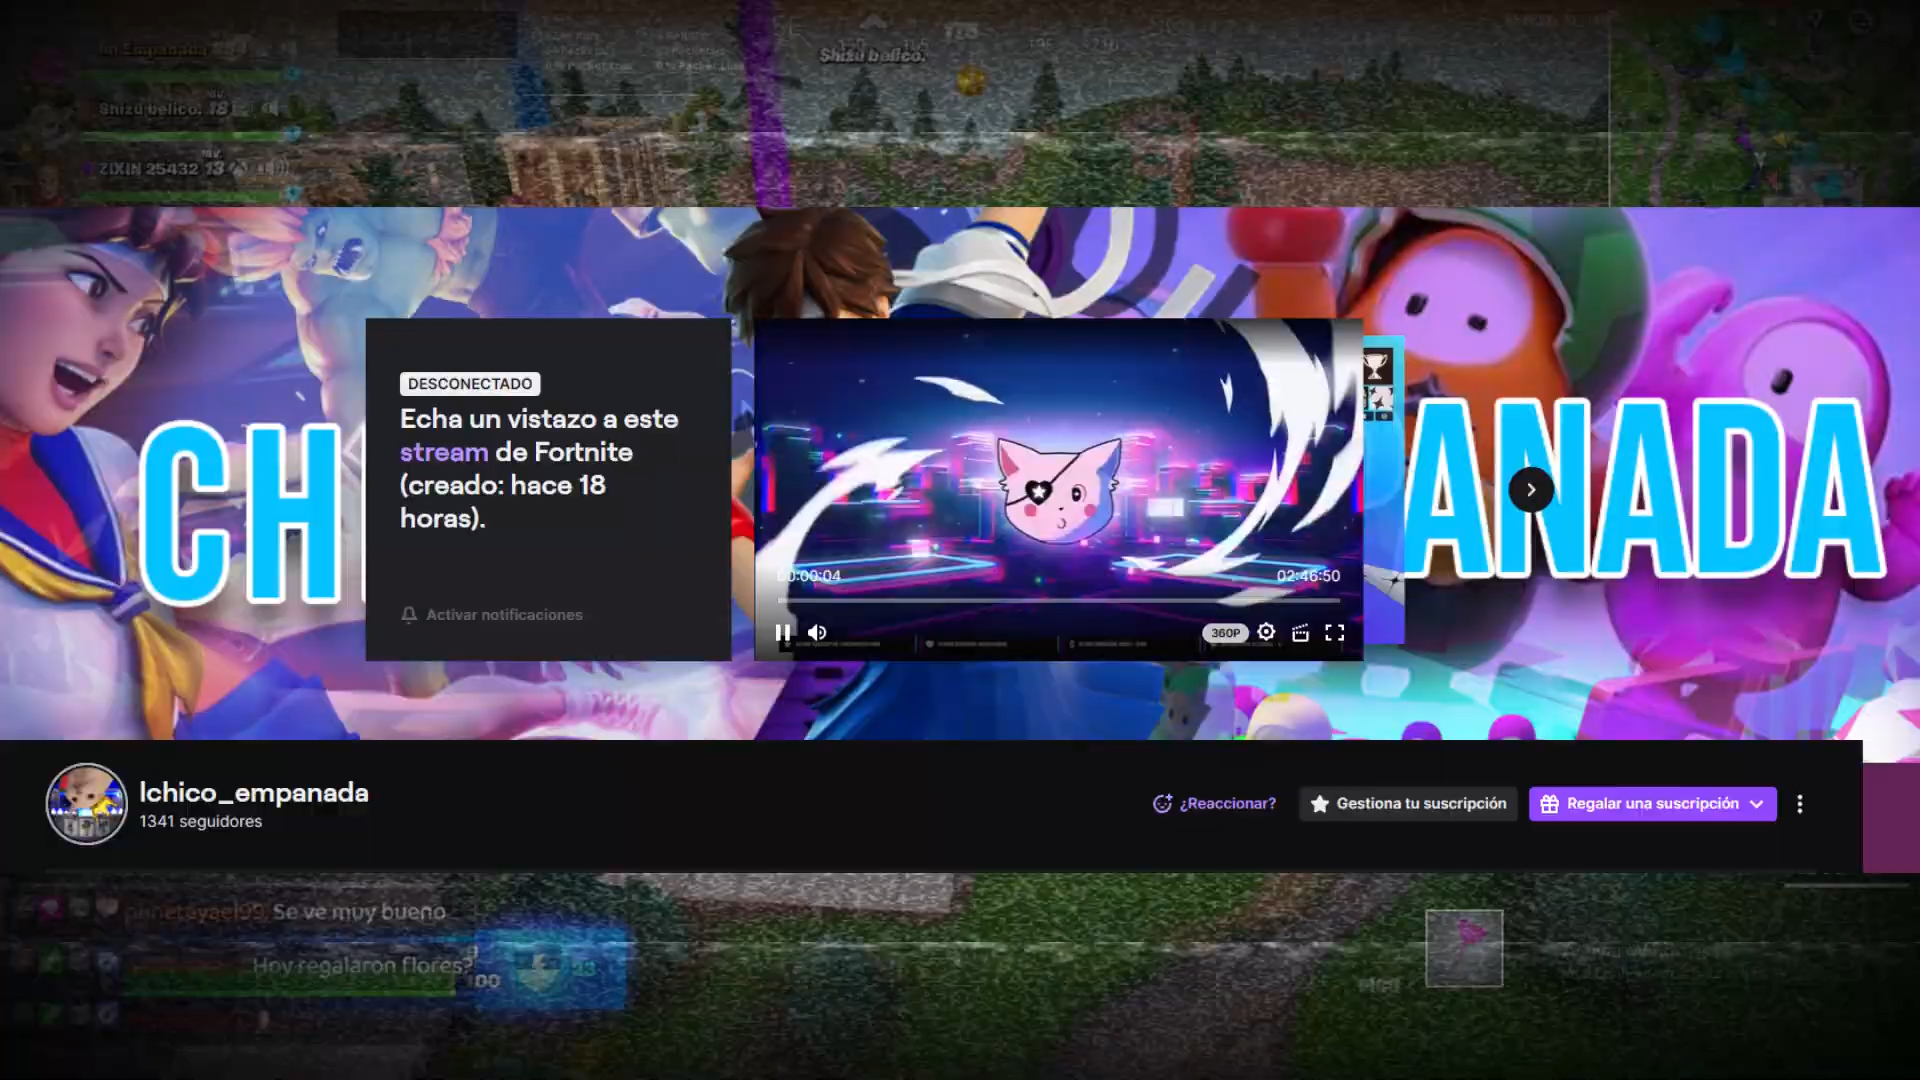 Shizu belico.
Shizu belico. 18
ZIXIN 25432 13
CH
ANADA
DESCONECTADO
Echa un vistazo a este
stream de Fortnite
(creado: hace 18
horas).
Activar notificaciones
00:00:04
02:46:50
360P
lchico_empanada
1341 seguidores
¿Reaccionar?
Gestiona tu suscripción
Regalar una suscripción
Se ve muy bueno
Hoy regalaron flores?